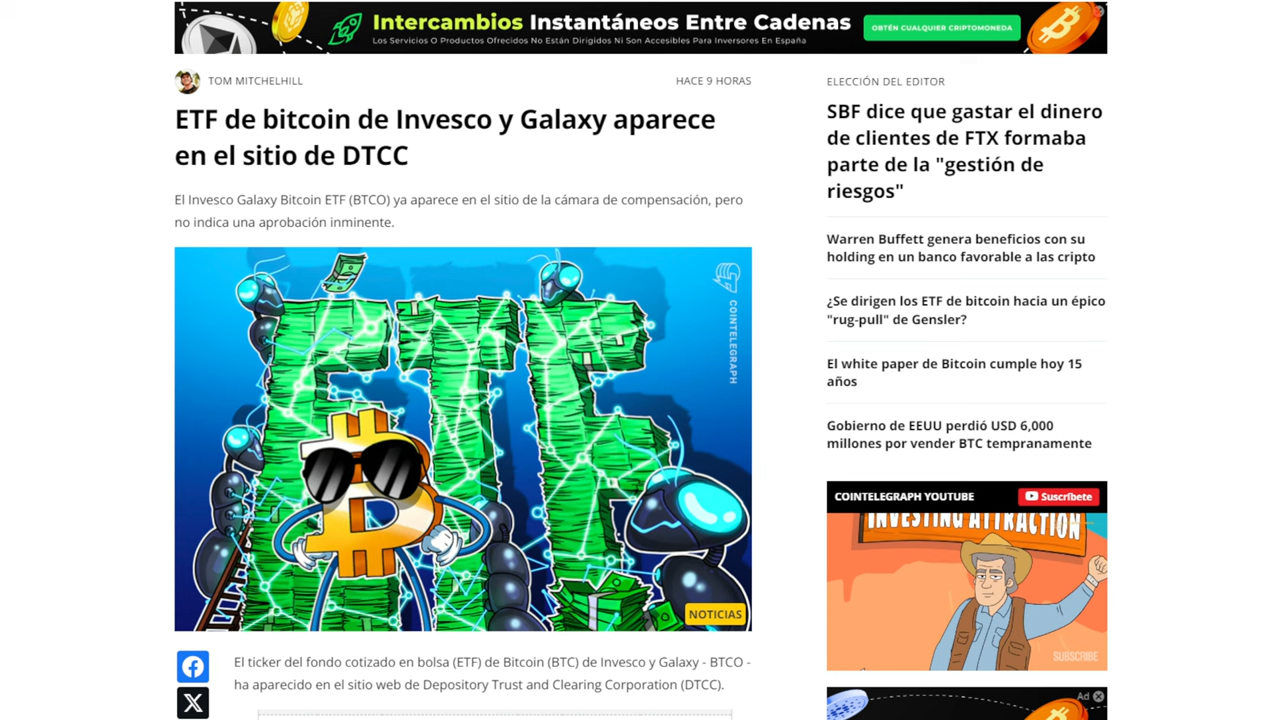 Intercambios Instantáneos Entre Cadenas
Los Servicios O Productos Ofrecidos No Están Dirigidos Ni Son Accesibles Para Inversores En España
OBTÉN CUALQUIER CRIPTOMONEDA
TOM MITCHELHILL
HACE 9 HORAS
ETF de bitcoin de Invesco y Galaxy aparece
en el sitio de DTCC
El Invesco Galaxy Bitcoin ETF (BTCO) ya aparece en el sitio de la cámara de compensación, pero
no indica una aprobación inminente.
ETF
COINTELEGRAPH
NOTICIAS
El ticker del fondo cotizado en bolsa (ETF) de Bitcoin (BTC) de Invesco y Galaxy - BTCO -
ha aparecido en el sitio web de Depository Trust and Clearing Corporation (DTCC).
ELECCIÓN DEL EDITOR
SBF dice que gastar el dinero
de clientes de FTX formaba
parte de la "gestión de
riesgos"
Warren Buffett genera beneficios con su
holding en un banco favorable a las cripto
¿Se dirigen los ETF de bitcoin hacia un épico
"rug-pull" de Gensler?
El white paper de Bitcoin cumple hoy 15
años
Gobierno de EEUU perdió USD 6,000
millones por vender BTC tempranamente
COINTELEGRAPH YOUTUBE
Suscríbete
INVESTING ATTRACTION
SUBSCRIBE
Ad